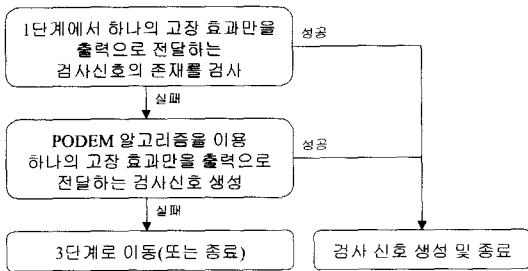 1단계에서 하나의 고장 효과만을
출력으로 전달하는
검사신호의 존재를 검사
성공
실패
PODEM 알고리즘을 이용
하나의 고장 효과만을 출력으로
전달하는 검사신호 생성
성공
실패
3단계로 이동(또는 종료)
검사 신호 생성 및 종료